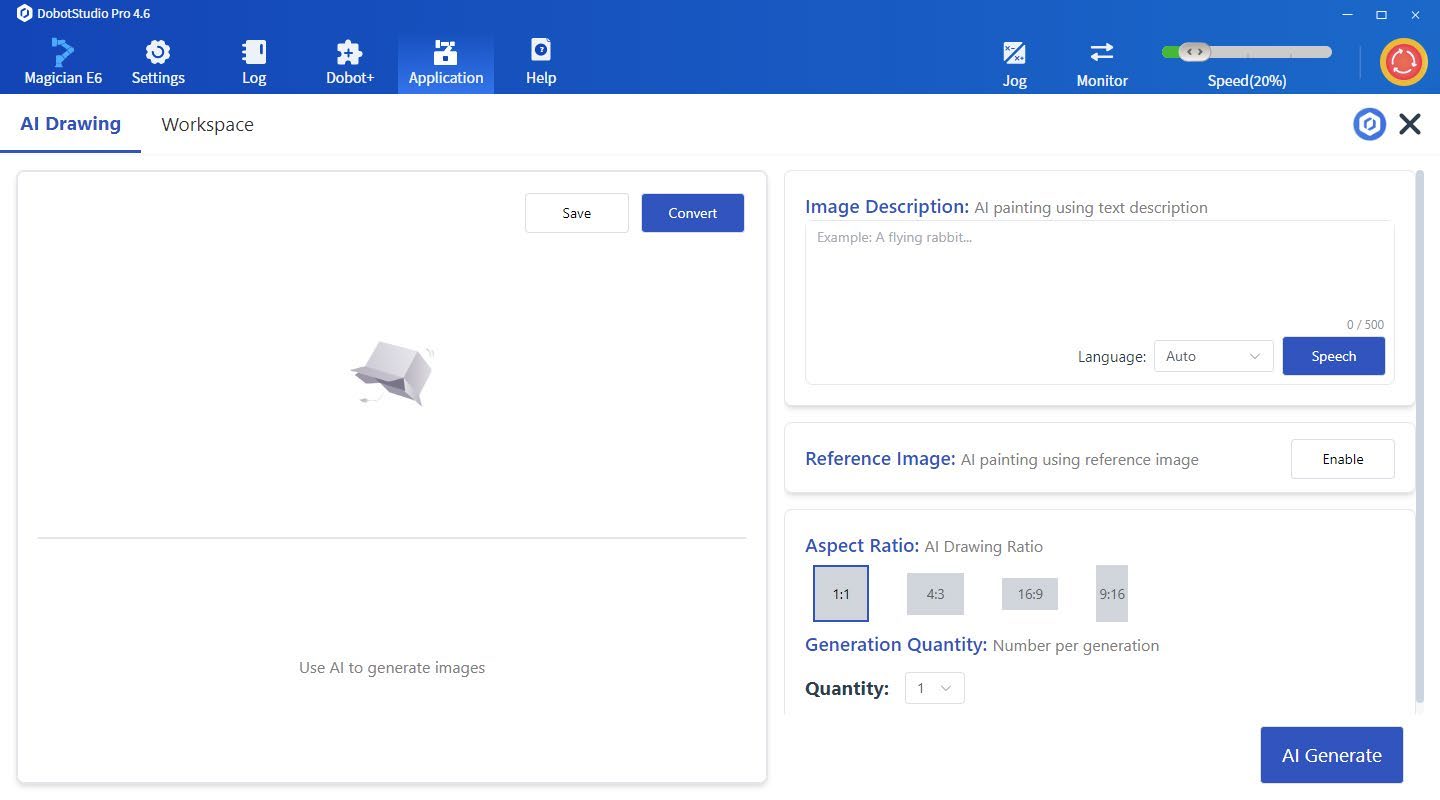 DobotStudio Pro 4.6
Magician E6
Settings
Log
Dobot+
Application
Help
Jog
Monitor
Speed(20%)
AI Drawing
Workspace
Save
Convert
Use AI to generate images
Image Description: AI painting using text description
Example: A flying rabbit...
0 / 500
Language: Auto
Speech
Reference Image: AI painting using reference image
Enable
Aspect Ratio: AI Drawing Ratio
1:1
4:3
16:9
9:16
Generation Quantity: Number per generation
Quantity: 1
AI Generate